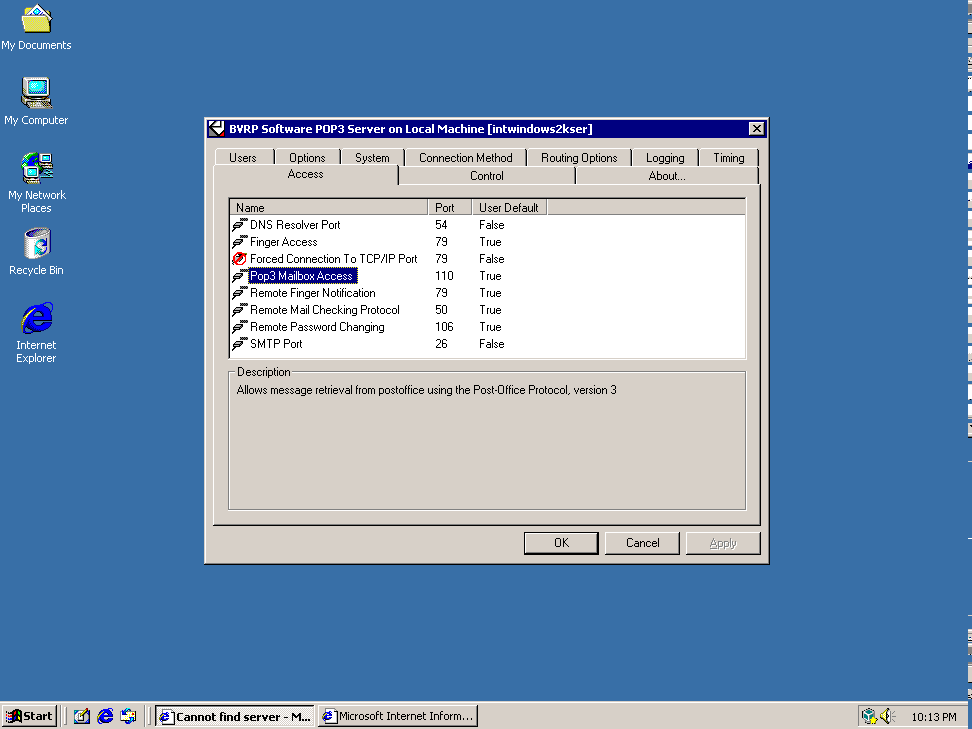 My Documents
My Computer
My Network
Places
Recycle Bin
Internet
Explorer
BVRP Software POP3 Server on Local Machine [intwindows2kser]
Users Options System Connection Method Routing Options Logging Timing
Access Control About...
Name Port User Default
DNS Resolver Port 54 False
Finger Access 79 True
Forced Connection To TCP/IP Port 79 False
Pop3 Mailbox Access 110 True
Remote Finger Notification 79 True
Remote Mail Checking Protocol 50 True
Remote Password Changing 106 True
SMTP Port 26 False
Description
Allows message retrieval from postoffice using the Post-Office Protocol, version 3
OK Cancel Apply
Start Cannot find server - M... Microsoft Internet Inform... 10:13 PM